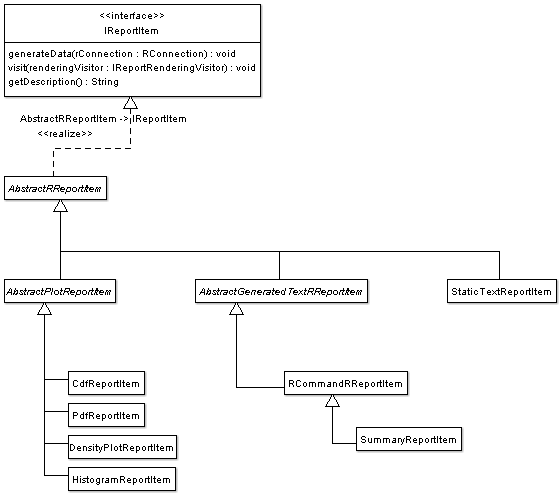 <<interface>>
IReportItem
generateData(rConnection : RConnection) : void
visit(renderingVisitor : IReportRenderingVisitor) : void
getDescription() : String
AbstractRReportItem -> IReportItem
<<realize>>
AbstractRReportItem
AbstractPlotReportItem
AbstractGeneratedTextRReportItem
StaticTextReportItem
CdfReportItem
RCommandRReportItem
PdfReportItem
SummaryReportItem
DensityPlotReportItem
HistogramReportItem